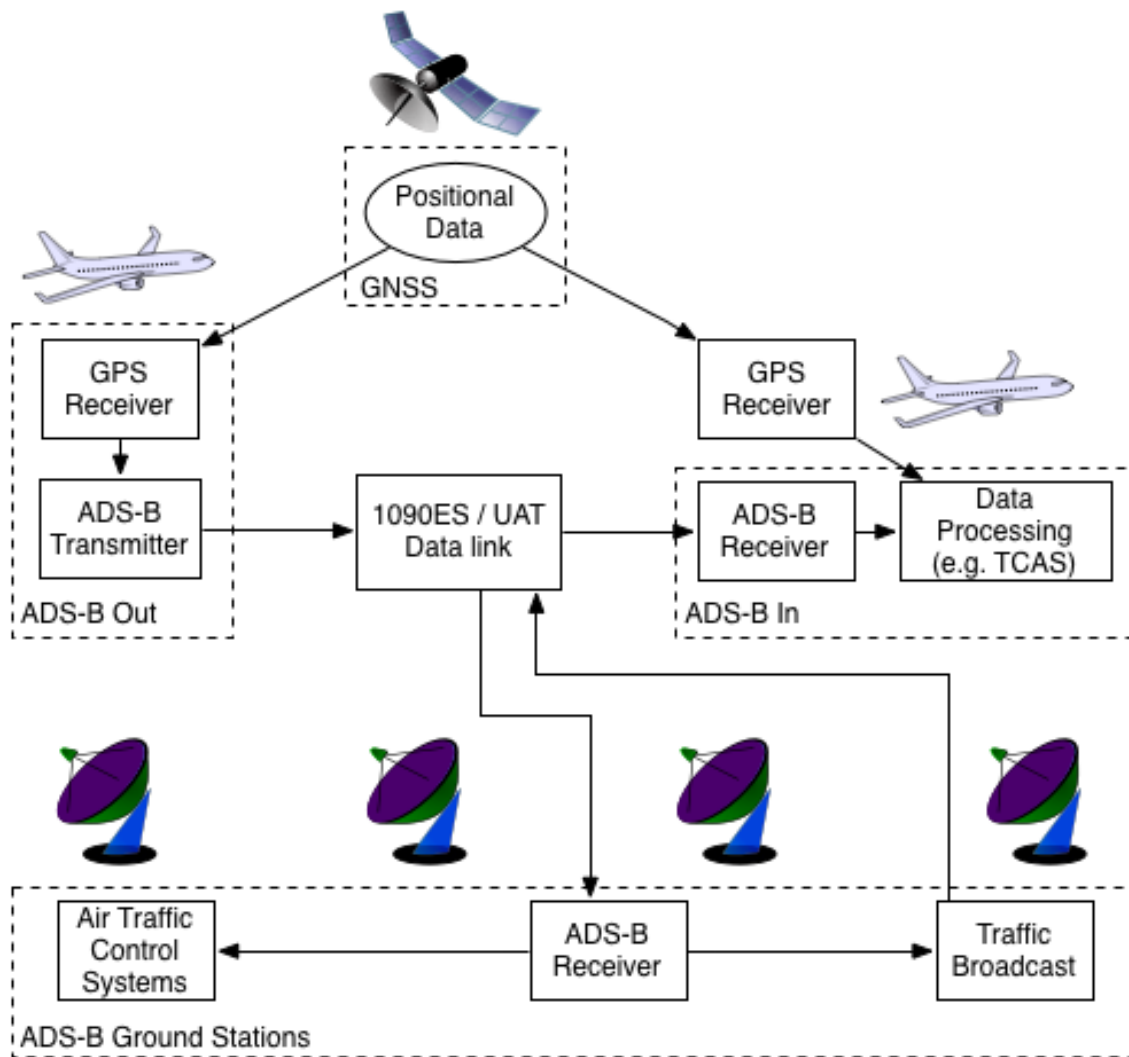 Positional
Data
GNSS
GPS
Receiver
GPS
Receiver
ADS-B
Transmitter
ADS-B Out
1090ES / UAT
Data link
ADS-B
Receiver
Data
Processing
(e.g. TCAS)
ADS-B In
Air Traffic
Control
Systems
ADS-B
Receiver
Traffic
Broadcast
ADS-B Ground Stations